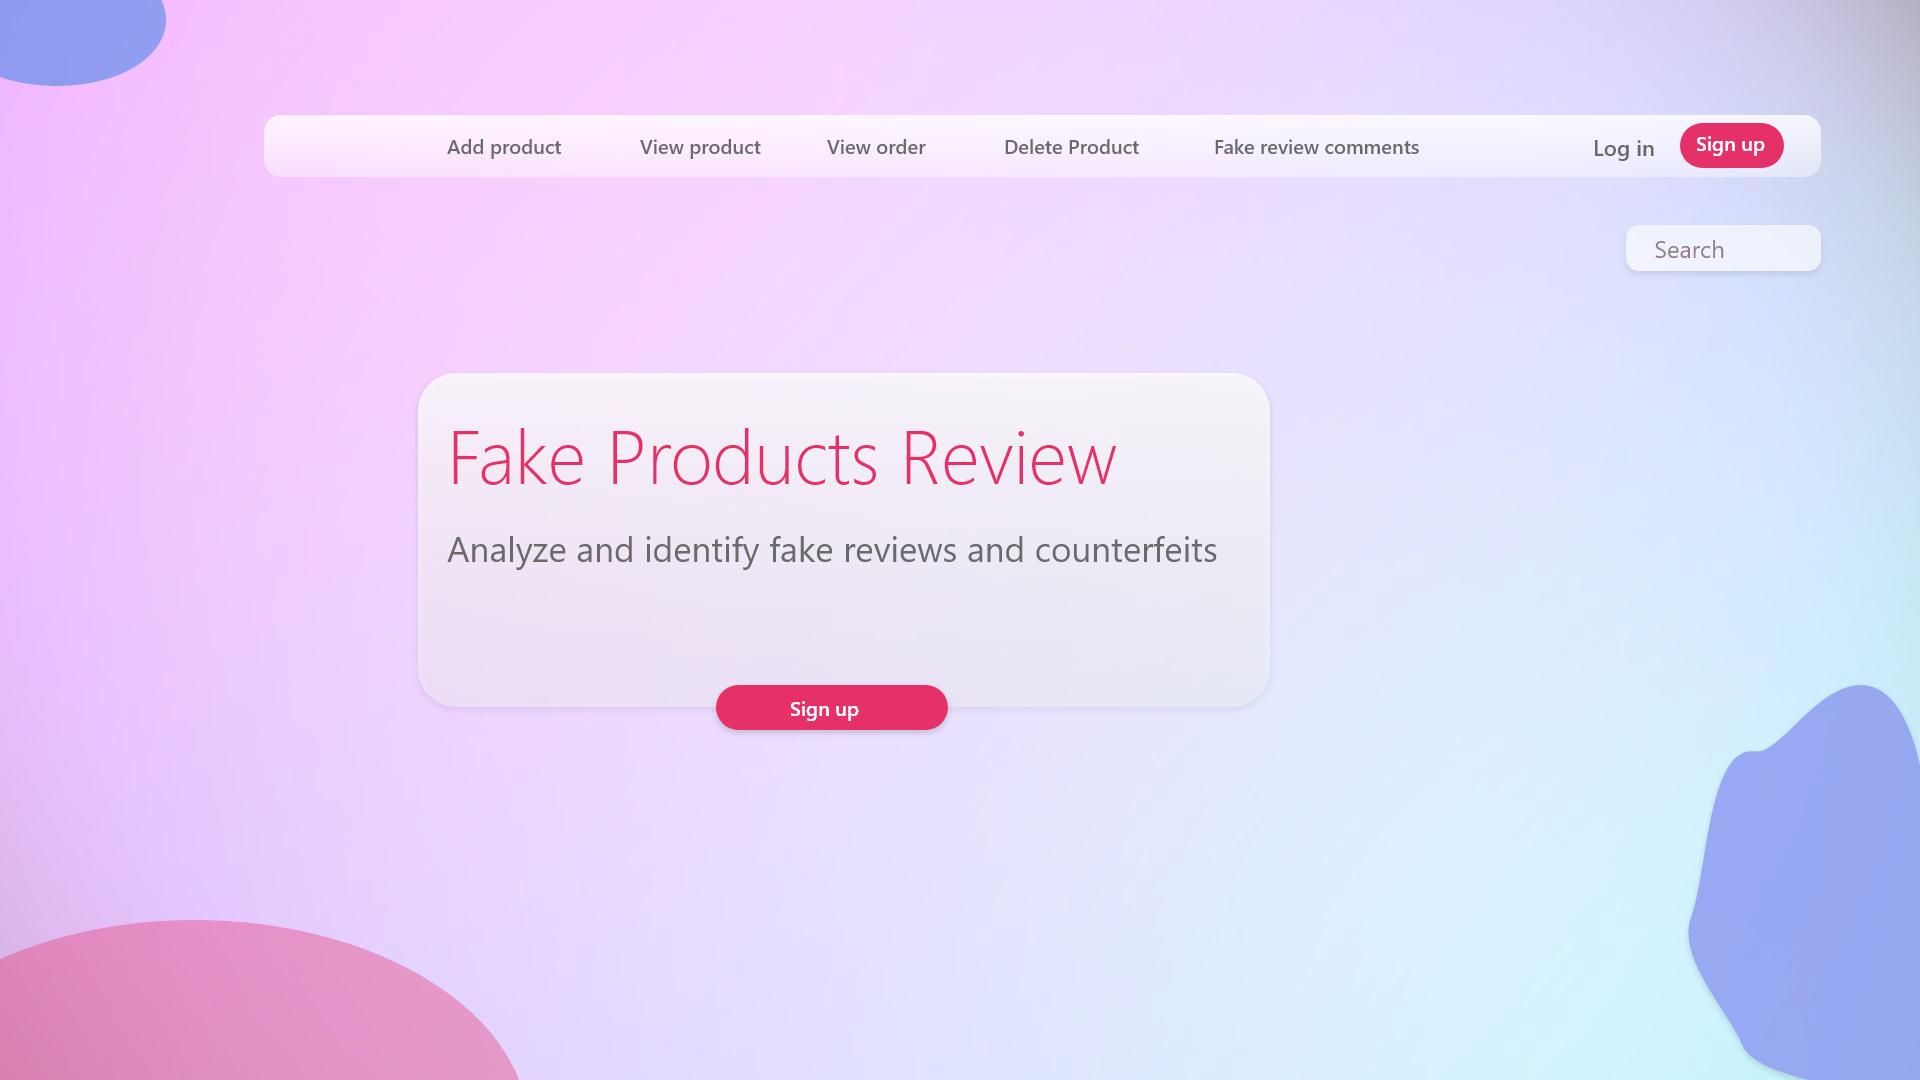 Add product
View product
View order
Delete Product
Fake review comments
Log in
Sign up
Search
Fake Products Review
Analyze and identify fake reviews and counterfeits
Sign up